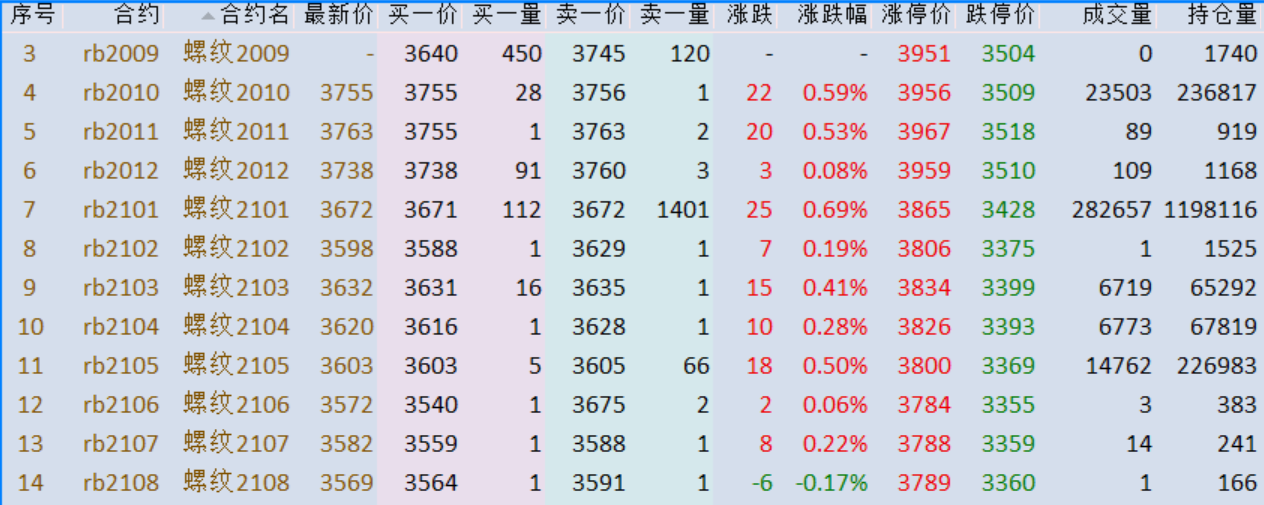 序号 合约 合约名 最新价 买一价 买一量 卖一价 卖一量 涨跌 涨跌幅 涨停价 跌停价 成交量 持仓量
3 rb2009 螺纹2009 - 3640 450 3745 120 - - 3951 3504 0 1740
4 rb2010 螺纹2010 3755 3755 28 3756 1 22 0.59% 3956 3509 23503 236817
5 rb2011 螺纹2011 3763 3755 1 3763 2 20 0.53% 3967 3518 89 919
6 rb2012 螺纹2012 3738 3738 91 3760 3 3 0.08% 3959 3510 109 1168
7 rb2101 螺纹2101 3672 3671 112 3672 1401 25 0.69% 3865 3428 282657 1198116
8 rb2102 螺纹2102 3598 3588 1 3629 1 7 0.19% 3806 3375 1 1525
9 rb2103 螺纹2103 3632 3631 16 3635 1 15 0.41% 3834 3399 6719 65292
10 rb2104 螺纹2104 3620 3616 1 3628 1 10 0.28% 3826 3393 6773 67819
11 rb2105 螺纹2105 3603 3603 5 3605 66 18 0.50% 3800 3369 14762 226983
12 rb2106 螺纹2106 3572 3540 1 3675 2 2 0.06% 3784 3355 3 383
13 rb2107 螺纹2107 3582 3559 1 3588 1 8 0.22% 3788 3359 14 241
14 rb2108 螺纹2108 3569 3564 1 3591 1 -6 -0.17% 3789 3360 1 166